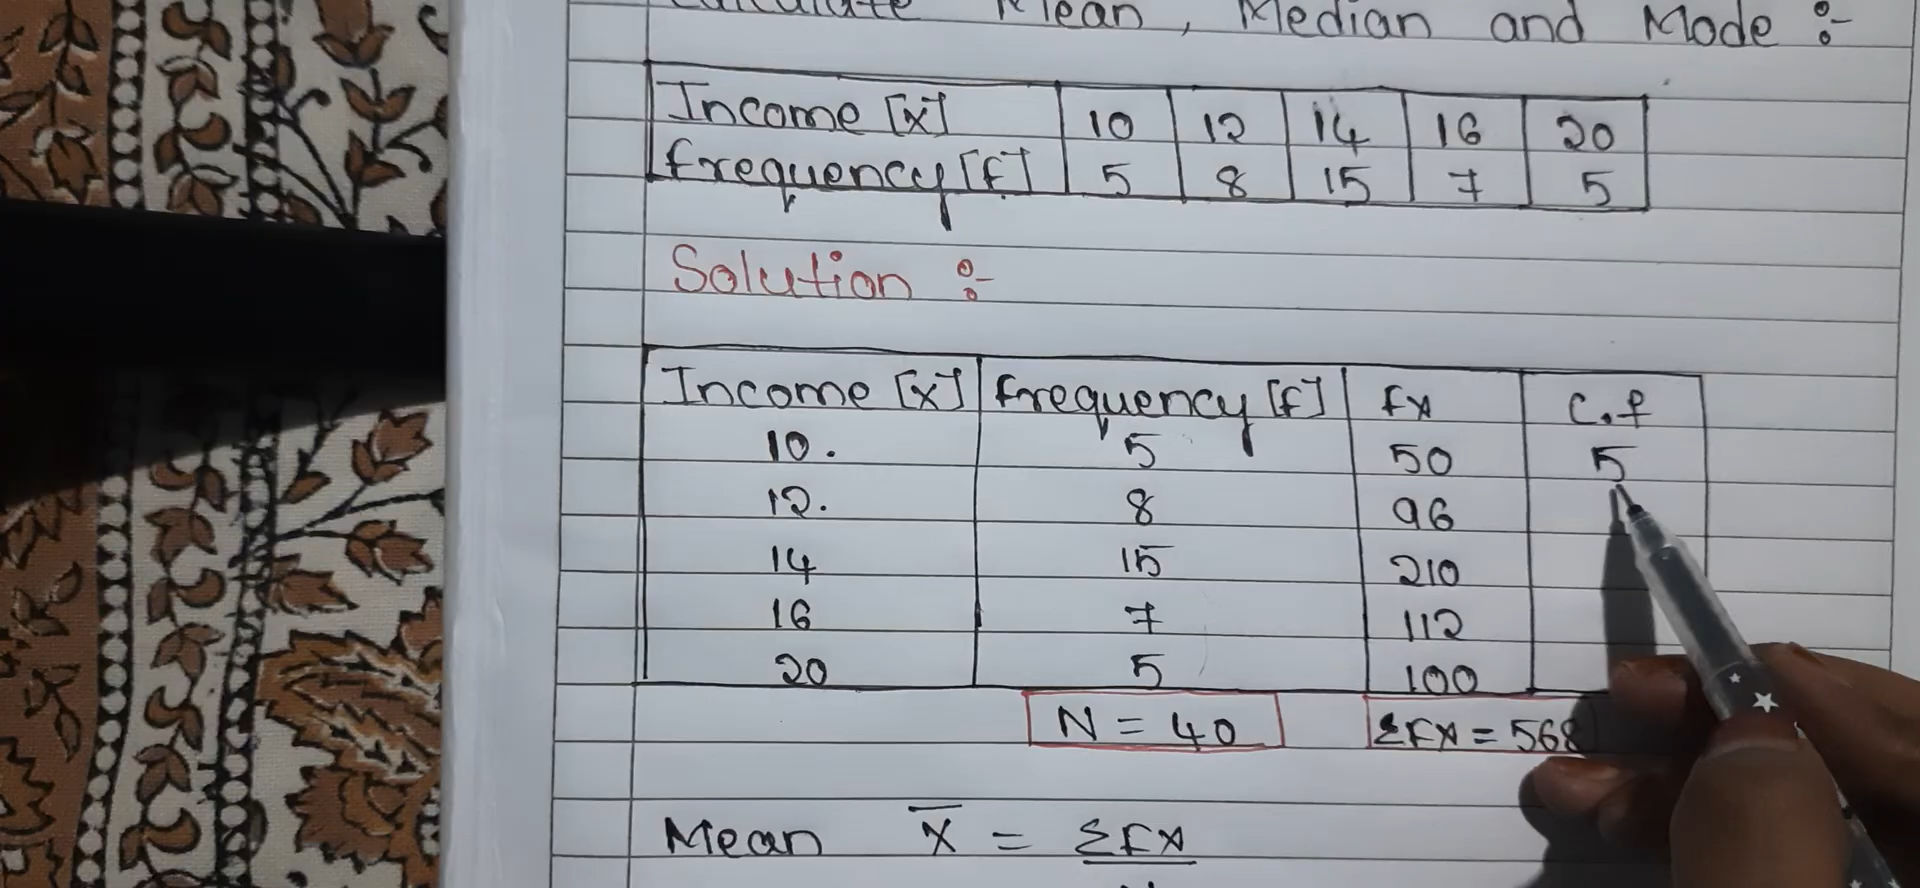 Calculate Mean, Median and Mode :-
Income [x] 10 12 14 16 20
frequency [f] 5 8 15 7 5
Solution :-
Income [x] frequency [f] fx c.f
10. 5 50 5
12. 8 96
14 15 210
16 7 112
20 5 100
N = 40 Σfx = 568
Mean X̅ = Σfx